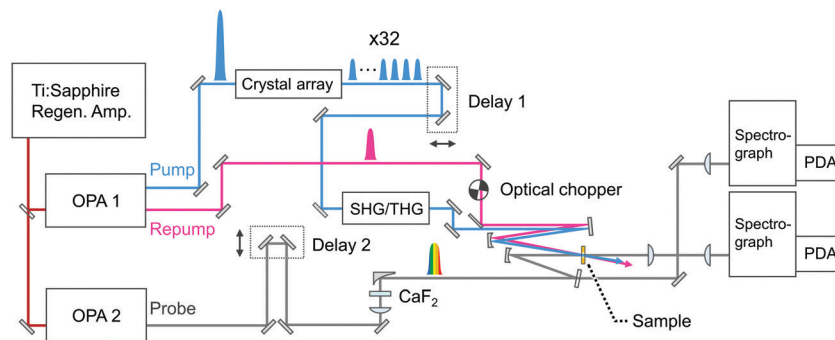 x32
Ti:Sapphire
Regen. Amp.
Crystal array
Delay 1
Spectro-
graph
PDA
Pump
OPA 1
Repump
Optical chopper
SHG/THG
Delay 2
Spectro-
graph
PDA
CaF₂
OPA 2
Probe
Sample